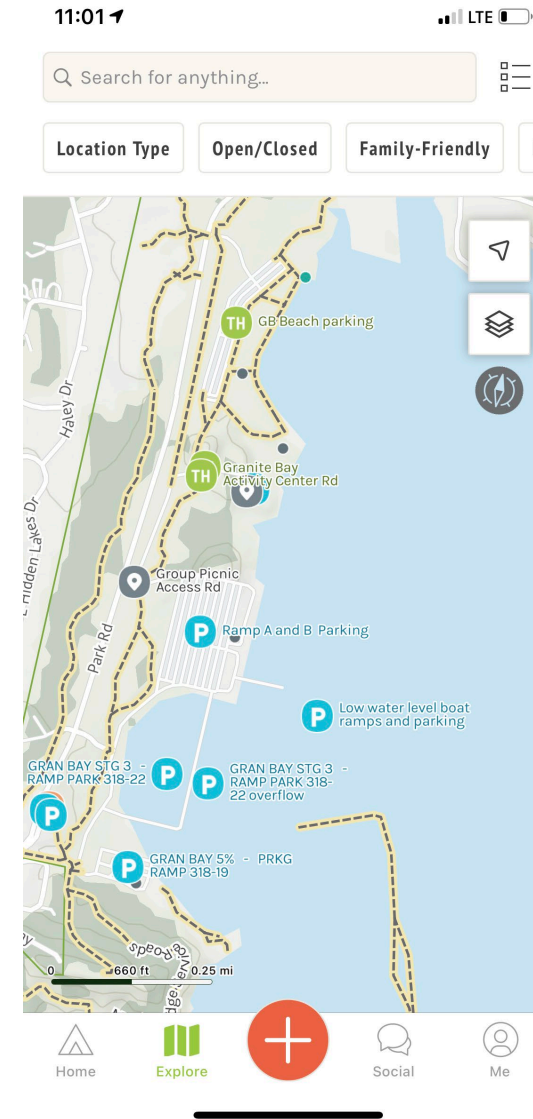 11:01
LTE
Search for anything...
Location Type
Open/Closed
Family-Friendly
TH
GB Beach parking
Haley Dr
TH
Granite Bay
Activity Center Rd
Hidden Lakes Dr
Group Picnic
Access Rd
P
Ramp A and B Parking
Park Rd
P
Low water level boat
ramps and parking
GRAN BAY STG 3 -
RAMP PARK 318-22
P
P
GRAN BAY STG 3 -
RAMP PARK 318-
22 overflow
P
P
GRAN BAY 5% - PRKG
RAMP 318-19
Roads
0
660 ft
0.25 mi
Home
Explore
Social
Me